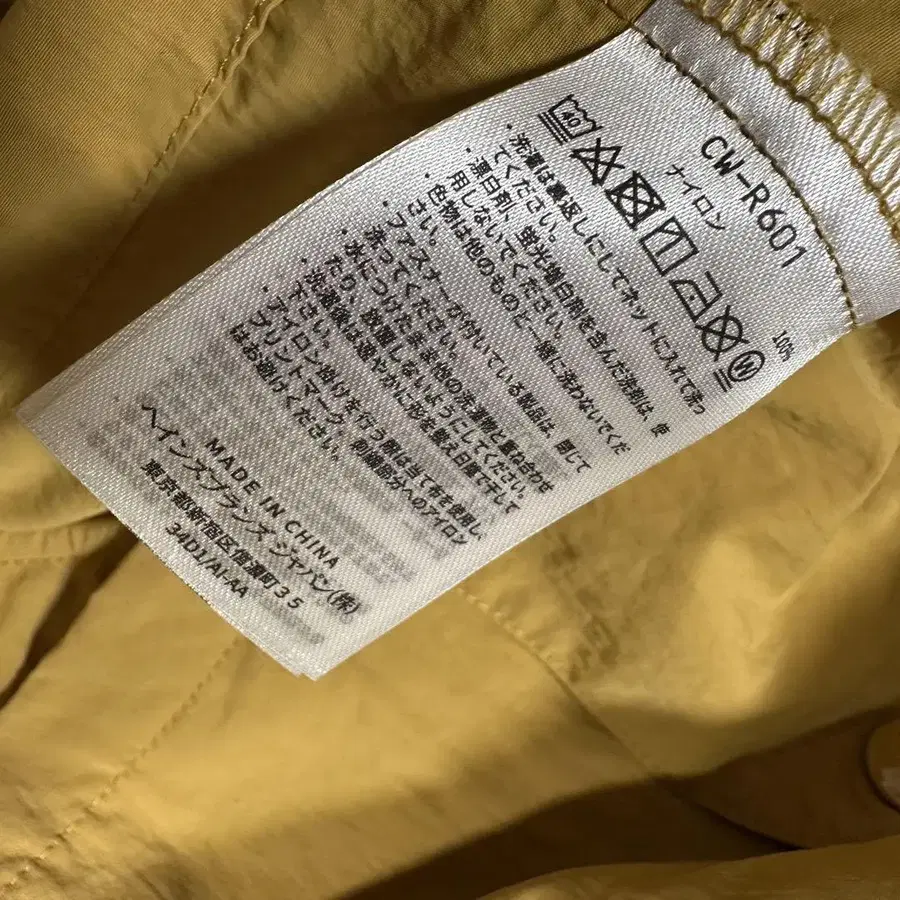 CW-R601
ナイロン 100%
40
W
・洗濯は裏返しにしてネットに入れて洗っ
てください。
・漂白剤、蛍光増白剤を含んだ洗剤は、使
用しないでください。
・色物は他のものと一緒に洗わないでくだ
さい。
・ファスナーが付いている製品は、閉じて
洗ってください。
・水につけたまま他の洗濯物と重ね合わせ
たり、放置しないようにしてください。
・洗濯後は速やかに形を整え日陰で干して
下さい。
・アイロン掛けを行う際は当て布を使用し、
プリントマーク、刺繍部分へのアイロン
はお避けください。
MADE IN CHINA
ヘインズブランズ ジャパン(株)
東京都新宿区信濃町35
34D1/AI-AA